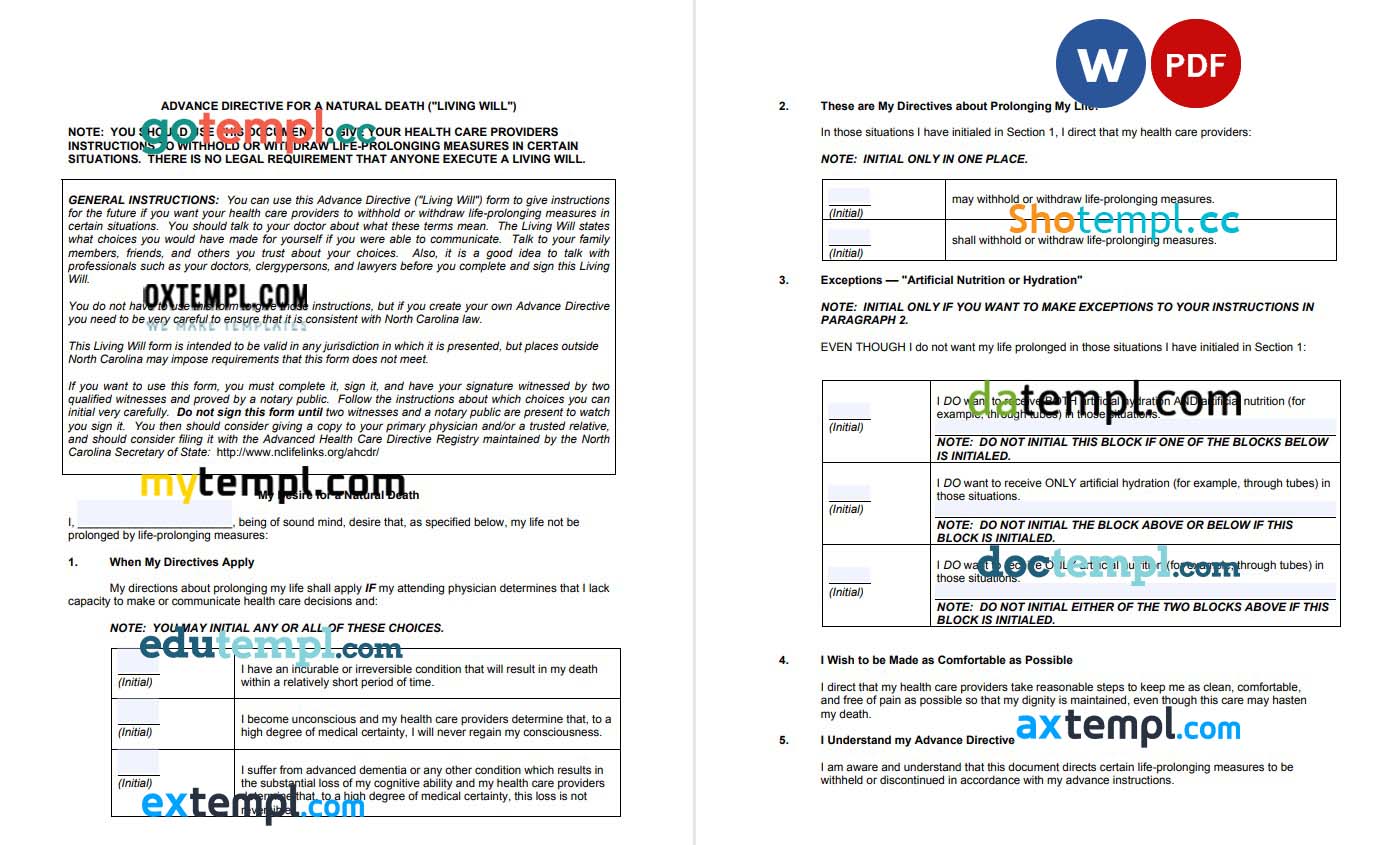 ADVANCE DIRECTIVE FOR A NATURAL DEATH ("LIVING WILL")
gotempl.cc
NOTE: YOU SHOULD USE THIS DOCUMENT TO GIVE YOUR HEALTH CARE PROVIDERS
INSTRUCTIONS TO WITHHOLD OR WITHDRAW LIFE-PROLONGING MEASURES IN CERTAIN
SITUATIONS. THERE IS NO LEGAL REQUIREMENT THAT ANYONE EXECUTE A LIVING WILL.
GENERAL INSTRUCTIONS: You can use this Advance Directive ("Living Will") form to give instructions
for the future if you want your health care providers to withhold or withdraw life-prolonging measures in
certain situations. You should talk to your doctor about what these terms mean. The Living Will states
what choices you would have made for yourself if you were able to communicate. Talk to your family
members, friends, and others you trust about your choices. Also, it is a good idea to talk with
professionals such as your doctors, clergypersons, and lawyers before you complete and sign this Living
Will.
OXTEMPL.COM
WE MAKE TEMPLATES
You do not have to use this form to give those instructions, but if you create your own Advance Directive
you need to be very careful to ensure that it is consistent with North Carolina law.
This Living Will form is intended to be valid in any jurisdiction in which it is presented, but places outside
North Carolina may impose requirements that this form does not meet.
If you want to use this form, you must complete it, sign it, and have your signature witnessed by two
qualified witnesses and proved by a notary public. Follow the instructions about which choices you can
initial very carefully. Do not sign this form until two witnesses and a notary public are present to watch
you sign it. You then should consider giving a copy to your primary physician and/or a trusted relative,
and should consider filing it with the Advanced Health Care Directive Registry maintained by the North
Carolina Secretary of State: http://www.nclifelinks.org/ahcdr/
mytempl.com
My Desire for a Natural Death
I, ________________________, being of sound mind, desire that, as specified below, my life not be
prolonged by life-prolonging measures:
1. When My Directives Apply
My directions about prolonging my life shall apply IF my attending physician determines that I lack
capacity to make or communicate health care decisions and:
NOTE: YOU MAY INITIAL ANY OR ALL OF THESE CHOICES.
edutempl.com
(Initial)
I have an incurable or irreversible condition that will result in my death
within a relatively short period of time.
(Initial)
I become unconscious and my health care providers determine that, to a
high degree of medical certainty, I will never regain my consciousness.
(Initial)
I suffer from advanced dementia or any other condition which results in
the substantial loss of my cognitive ability and my health care providers
determine that, to a high degree of medical certainty, this loss is not
reversible.
extempl.com
W PDF
2. These are My Directives about Prolonging My Life:
In those situations I have initialed in Section 1, I direct that my health care providers:
NOTE: INITIAL ONLY IN ONE PLACE.
(Initial)
may withhold or withdraw life-prolonging measures.
Shotempl.cc
(Initial)
shall withhold or withdraw life-prolonging measures.
3. Exceptions — "Artificial Nutrition or Hydration"
NOTE: INITIAL ONLY IF YOU WANT TO MAKE EXCEPTIONS TO YOUR INSTRUCTIONS IN
PARAGRAPH 2.
EVEN THOUGH I do not want my life prolonged in those situations I have initialed in Section 1:
datempl.com
(Initial)
I DO want to receive BOTH artificial hydration AND artificial nutrition (for
example, through tubes) in those situations.
NOTE: DO NOT INITIAL THIS BLOCK IF ONE OF THE BLOCKS BELOW
IS INITIALED.
(Initial)
I DO want to receive ONLY artificial hydration (for example, through tubes) in
those situations.
NOTE: DO NOT INITIAL THE BLOCK ABOVE OR BELOW IF THIS
BLOCK IS INITIALED.
doctempl.com
(Initial)
I DO want to receive ONLY artificial nutrition (for example, through tubes) in
those situations.
NOTE: DO NOT INITIAL EITHER OF THE TWO BLOCKS ABOVE IF THIS
BLOCK IS INITIALED.
4. I Wish to be Made as Comfortable as Possible
I direct that my health care providers take reasonable steps to keep me as clean, comfortable,
and free of pain as possible so that my dignity is maintained, even though this care may hasten
my death.
axtempl.com
5. I Understand my Advance Directive
I am aware and understand that this document directs certain life-prolonging measures to be
withheld or discontinued in accordance with my advance instructions.